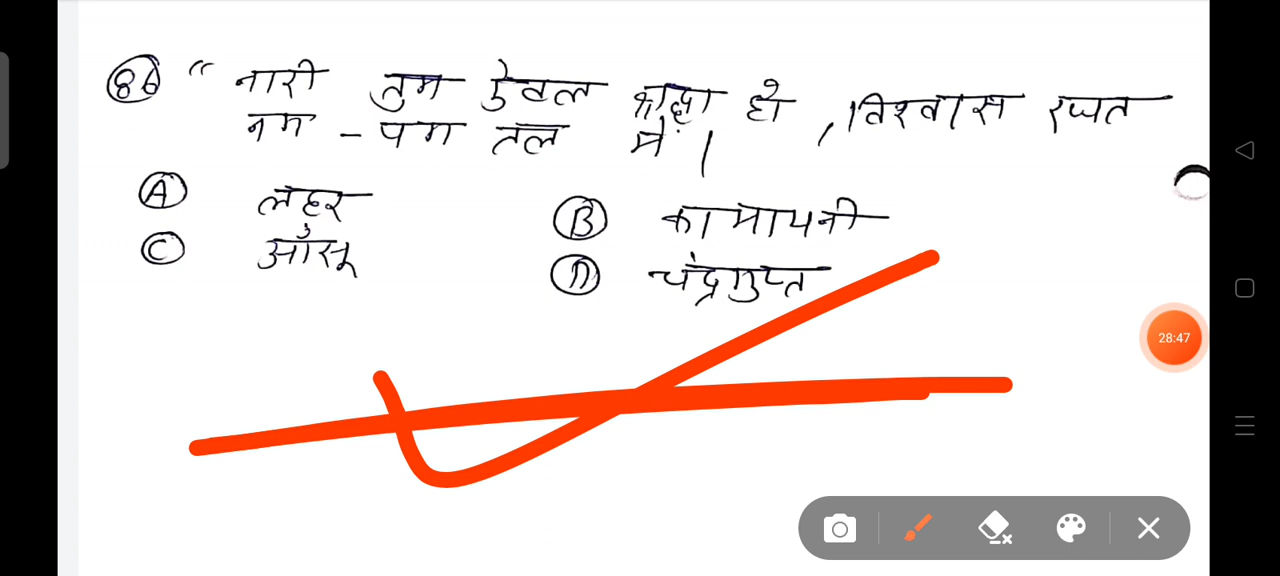 86 " नारी तुम केवल श्रद्धा हो , विश्वास रजत
नग - पग तल में ।
A लहर B कामायनी
C आँसू D चंद्रगुप्त
28:47